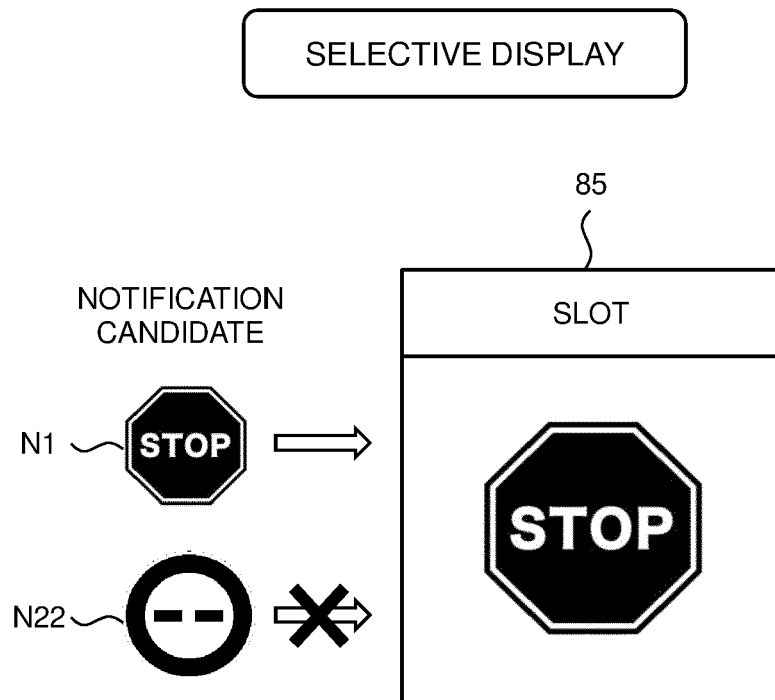 SELECTIVE DISPLAY
85
NOTIFICATION
CANDIDATE
SLOT
N1
STOP
STOP
N22
--